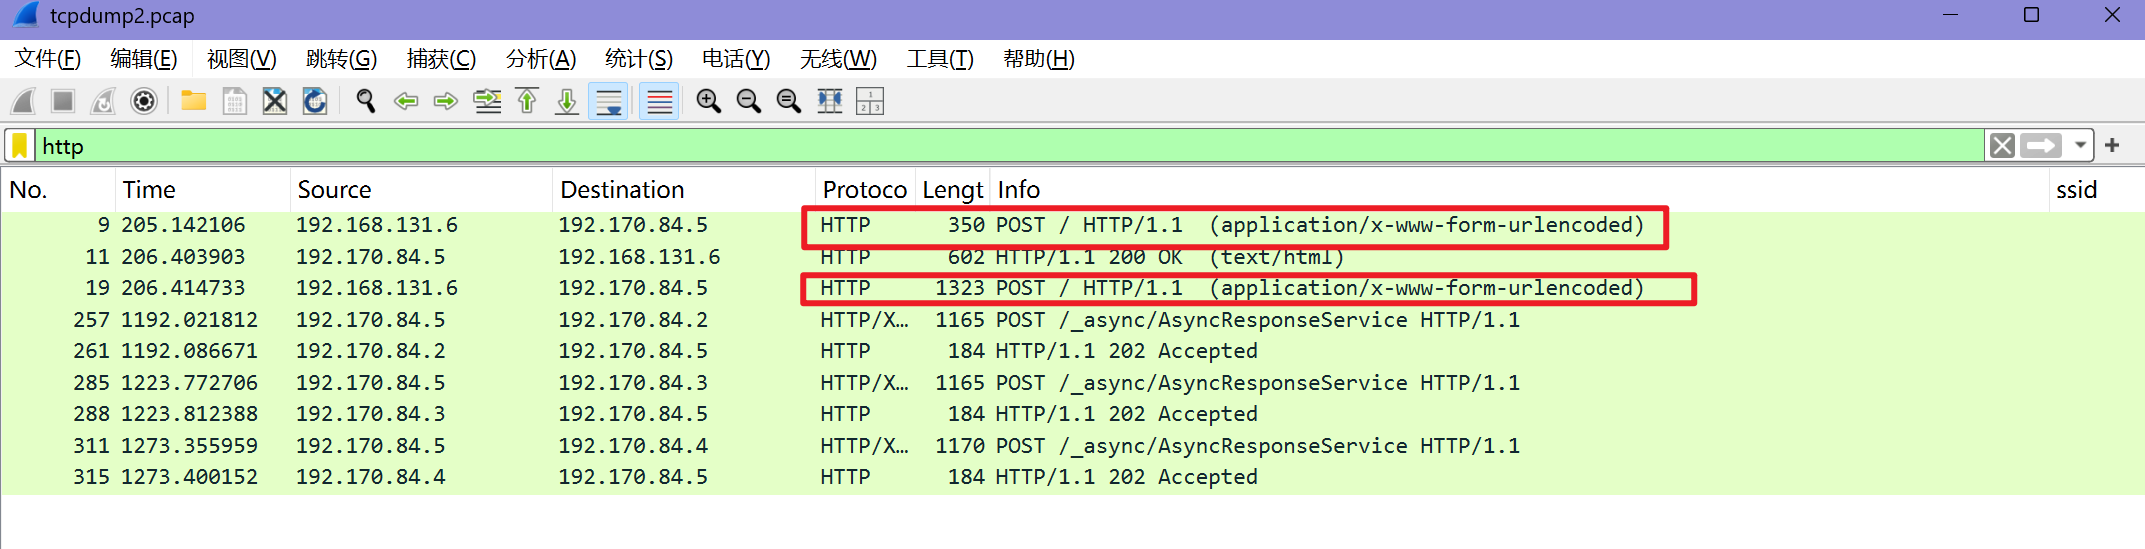 tcpdump2.pcap
文件(F) 编辑(E) 视图(V) 跳转(G) 捕获(C) 分析(A) 统计(S) 电话(Y) 无线(W) 工具(T) 帮助(H)
http
No. Time Source Destination Protoco Lengt Info ssid
9 205.142106 192.168.131.6 192.170.84.5 HTTP 350 POST / HTTP/1.1 (application/x-www-form-urlencoded)
11 206.403903 192.170.84.5 192.168.131.6 HTTP 602 HTTP/1.1 200 OK (text/html)
19 206.414733 192.168.131.6 192.170.84.5 HTTP 1323 POST / HTTP/1.1 (application/x-www-form-urlencoded)
257 1192.021812 192.170.84.5 192.170.84.2 HTTP/X… 1165 POST /_async/AsyncResponseService HTTP/1.1
261 1192.086671 192.170.84.2 192.170.84.5 HTTP 184 HTTP/1.1 202 Accepted
285 1223.772706 192.170.84.5 192.170.84.3 HTTP/X… 1165 POST /_async/AsyncResponseService HTTP/1.1
288 1223.812388 192.170.84.3 192.170.84.5 HTTP 184 HTTP/1.1 202 Accepted
311 1273.355959 192.170.84.5 192.170.84.4 HTTP/X… 1170 POST /_async/AsyncResponseService HTTP/1.1
315 1273.400152 192.170.84.4 192.170.84.5 HTTP 184 HTTP/1.1 202 Accepted